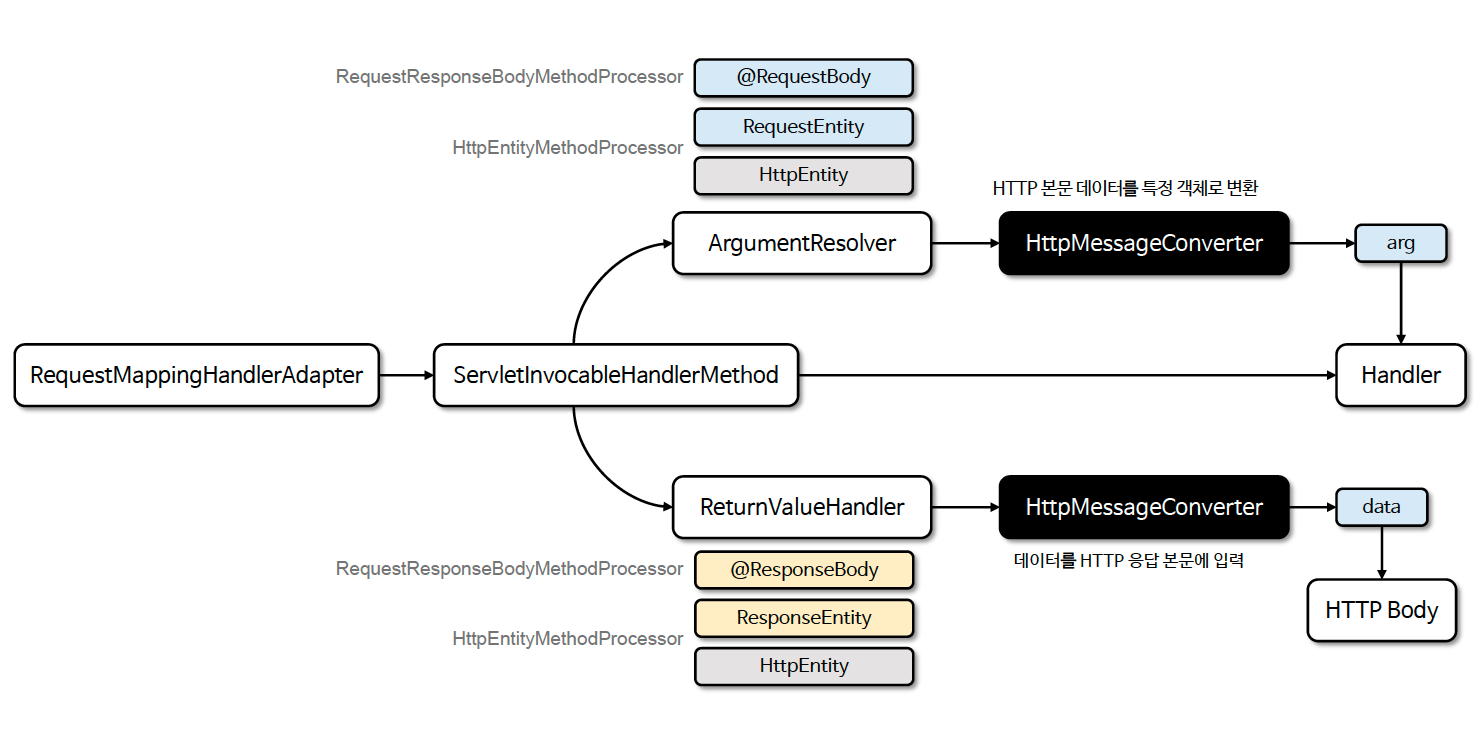 RequestResponseBodyMethodProcessor
@RequestBody
RequestEntity
HttpEntityMethodProcessor
HttpEntity
HTTP 본문 데이터를 특정 객체로 변환
ArgumentResolver
HttpMessageConverter
arg
RequestMappingHandlerAdapter
ServletInvocableHandlerMethod
Handler
ReturnValueHandler
HttpMessageConverter
data
데이터를 HTTP 응답 본문에 입력
RequestResponseBodyMethodProcessor
@ResponseBody
ResponseEntity
HttpEntityMethodProcessor
HttpEntity
HTTP Body